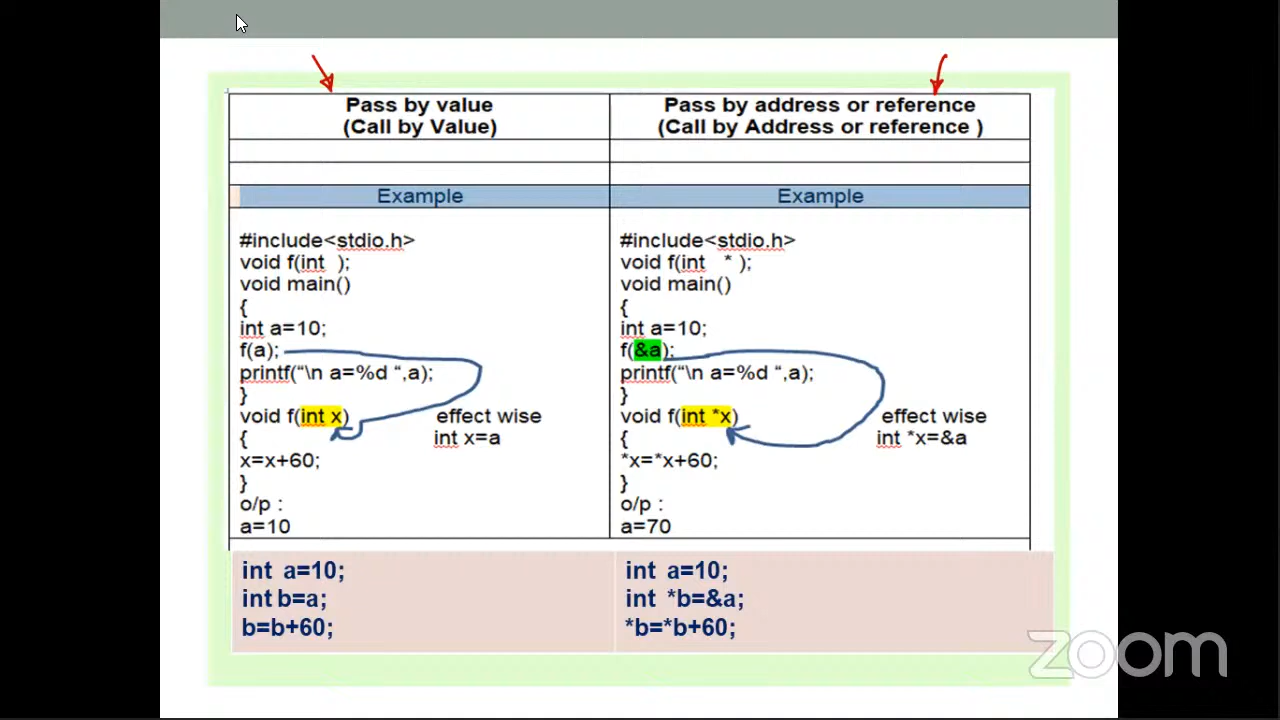 Pass by value
(Call by Value)
Pass by address or reference
(Call by Address or reference )
Example
Example
#include<stdio.h>
void f(int );
void main()
{
int a=10;
f(a);
printf(“\n a=%d “,a);
}
void f(int x)
effect wise
{
int x=a
x=x+60;
}
o/p :
a=10
#include<stdio.h>
void f(int * );
void main()
{
int a=10;
f(&a);
printf(“\n a=%d “,a);
}
void f(int *x)
effect wise
{
int *x=&a
*x=*x+60;
}
o/p :
a=70
int a=10;
int b=a;
b=b+60;
int a=10;
int *b=&a;
*b=*b+60;
zoom